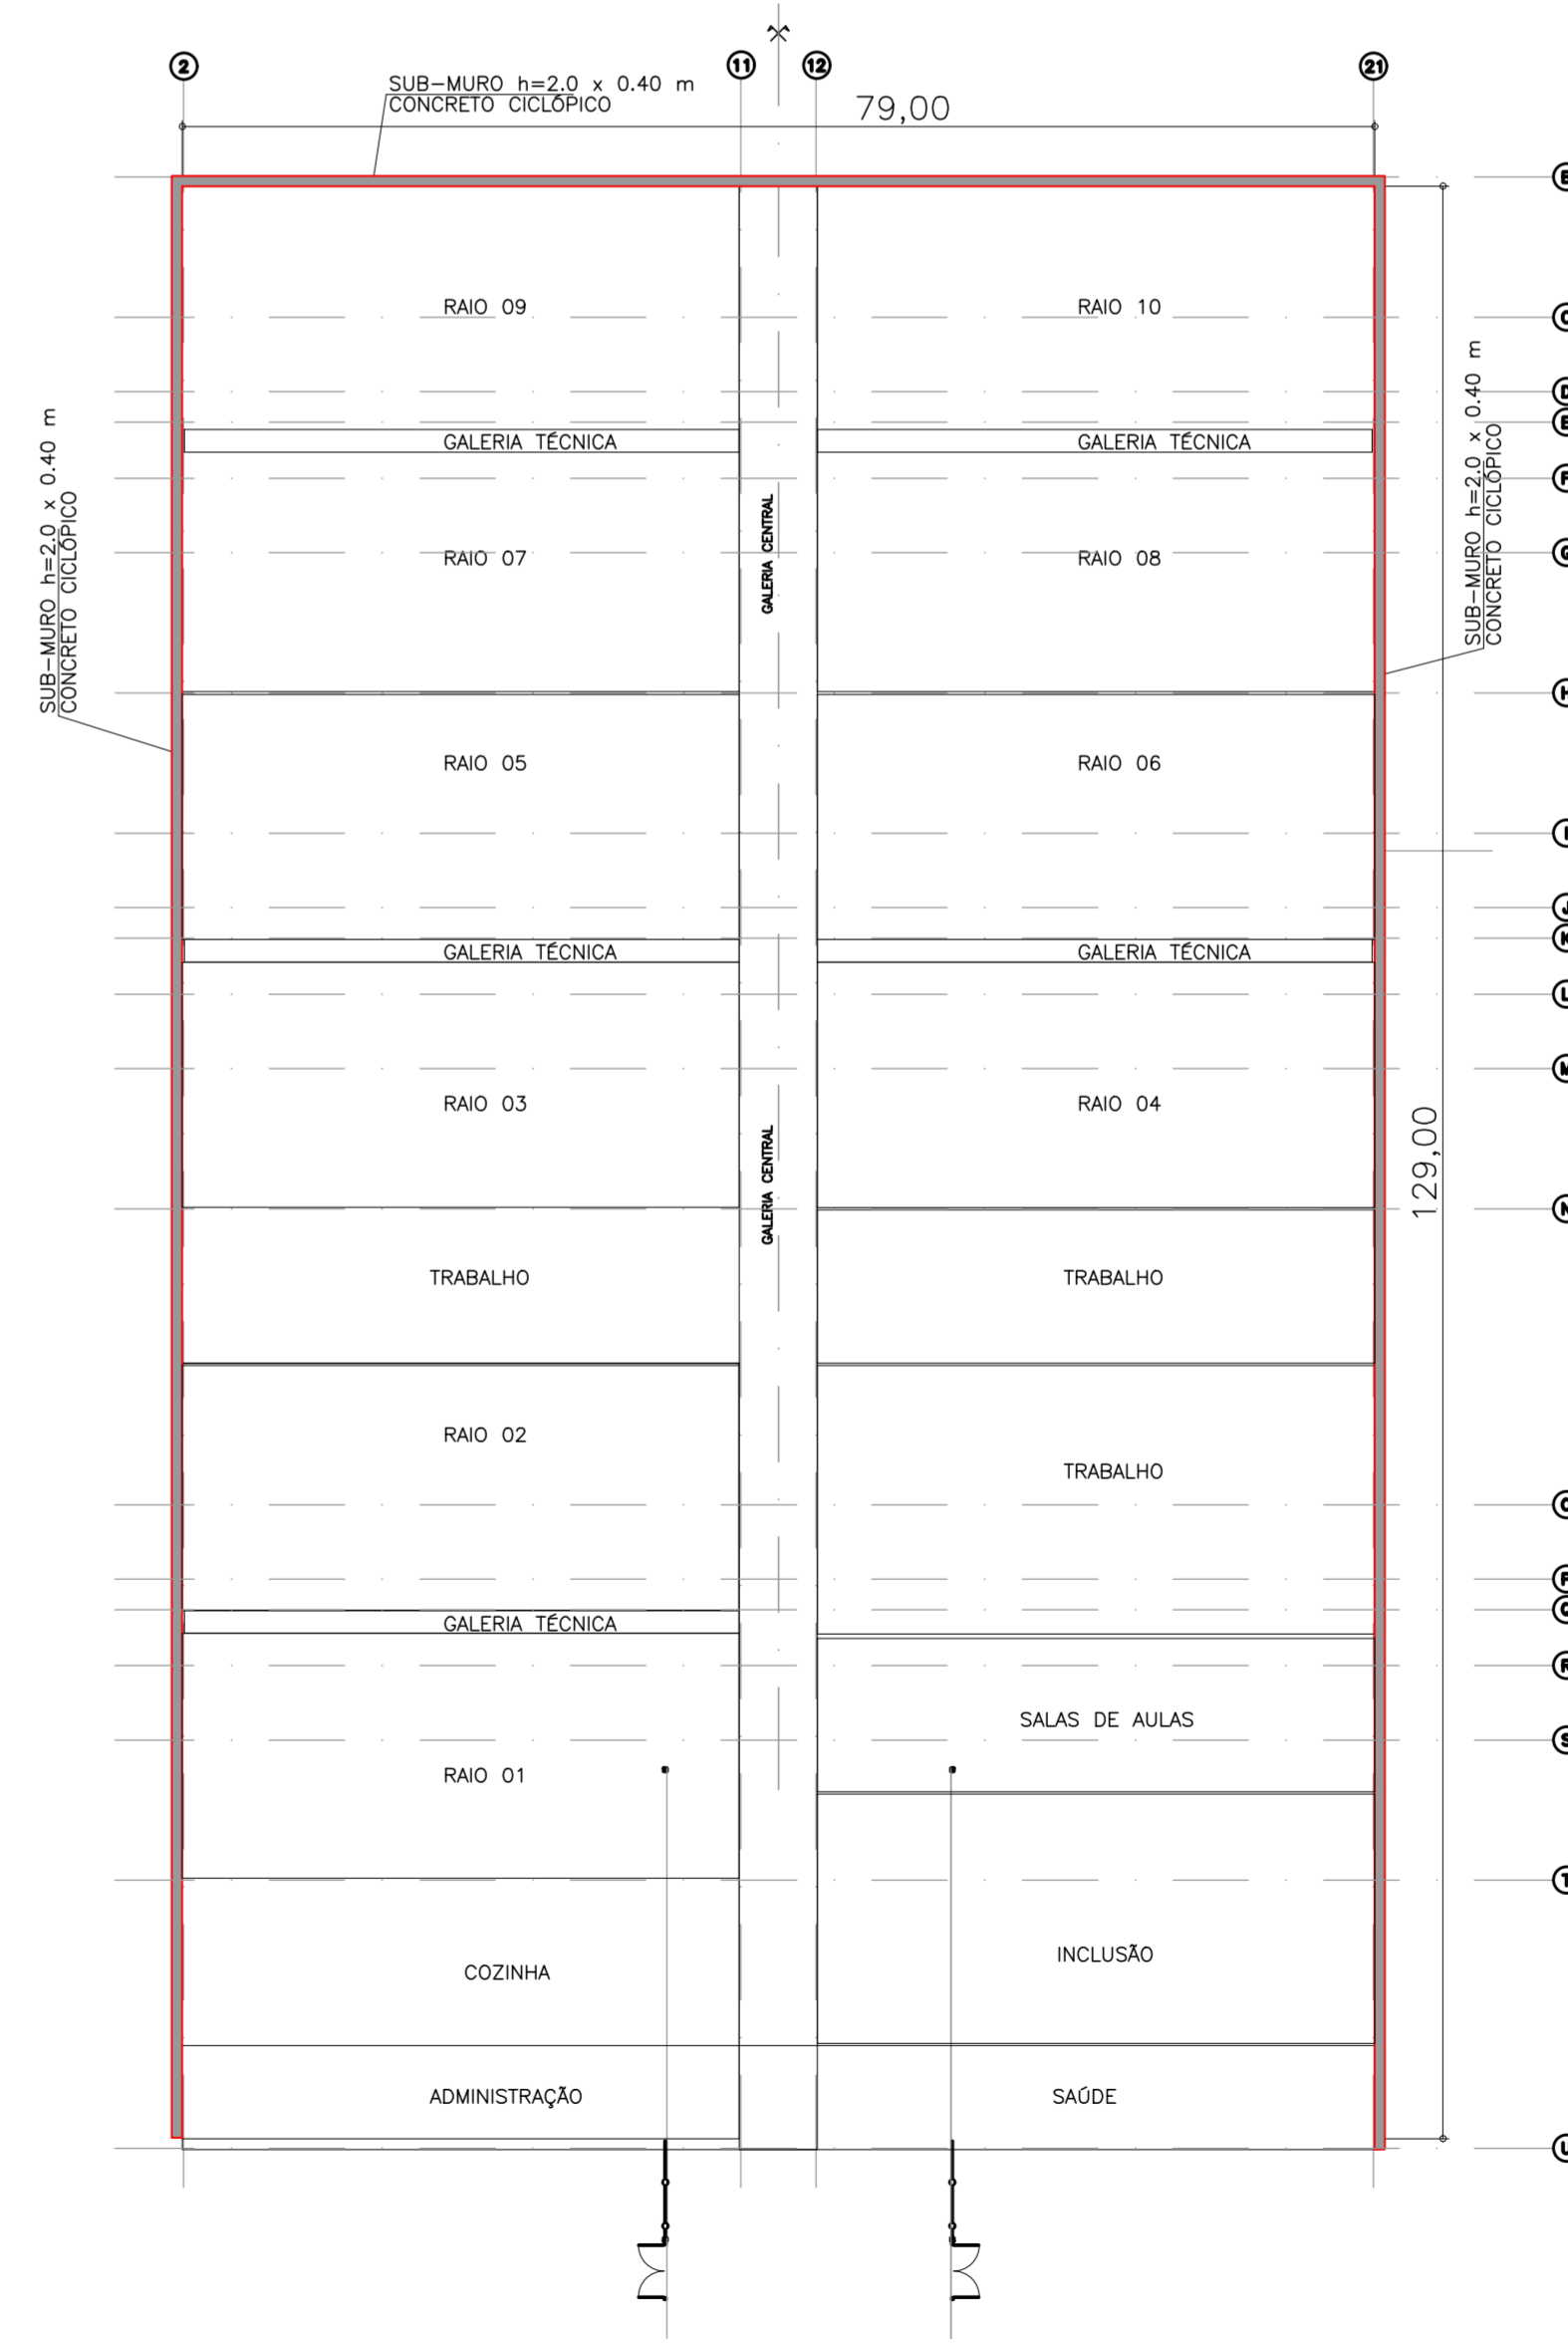 2
11
12
21
SUB-MURO h=2.0 x 0.40 m
CONCRETO CICLÓPICO
79,00
RAIO 09
RAIO 10
C
D
SUB-MURO h=2.0 x 0.40 m
CONCRETO CICLÓPICO
SUB-MURO h=2.0 x 0.40 m
CONCRETO CICLÓPICO
GALERIA TÉCNICA
GALERIA TÉCNICA
F
GALERIA CENTRAL
RAIO 07
RAIO 08
G
H
RAIO 05
RAIO 06
I
J
K
GALERIA TÉCNICA
GALERIA TÉCNICA
L
M
RAIO 03
RAIO 04
129,00
GALERIA CENTRAL
N
TRABALHO
TRABALHO
RAIO 02
TRABALHO
GALERIA TÉCNICA
R
SALAS DE AULAS
S
RAIO 01
T
COZINHA
INCLUSÃO
ADMINISTRAÇÃO
SAÚDE
U